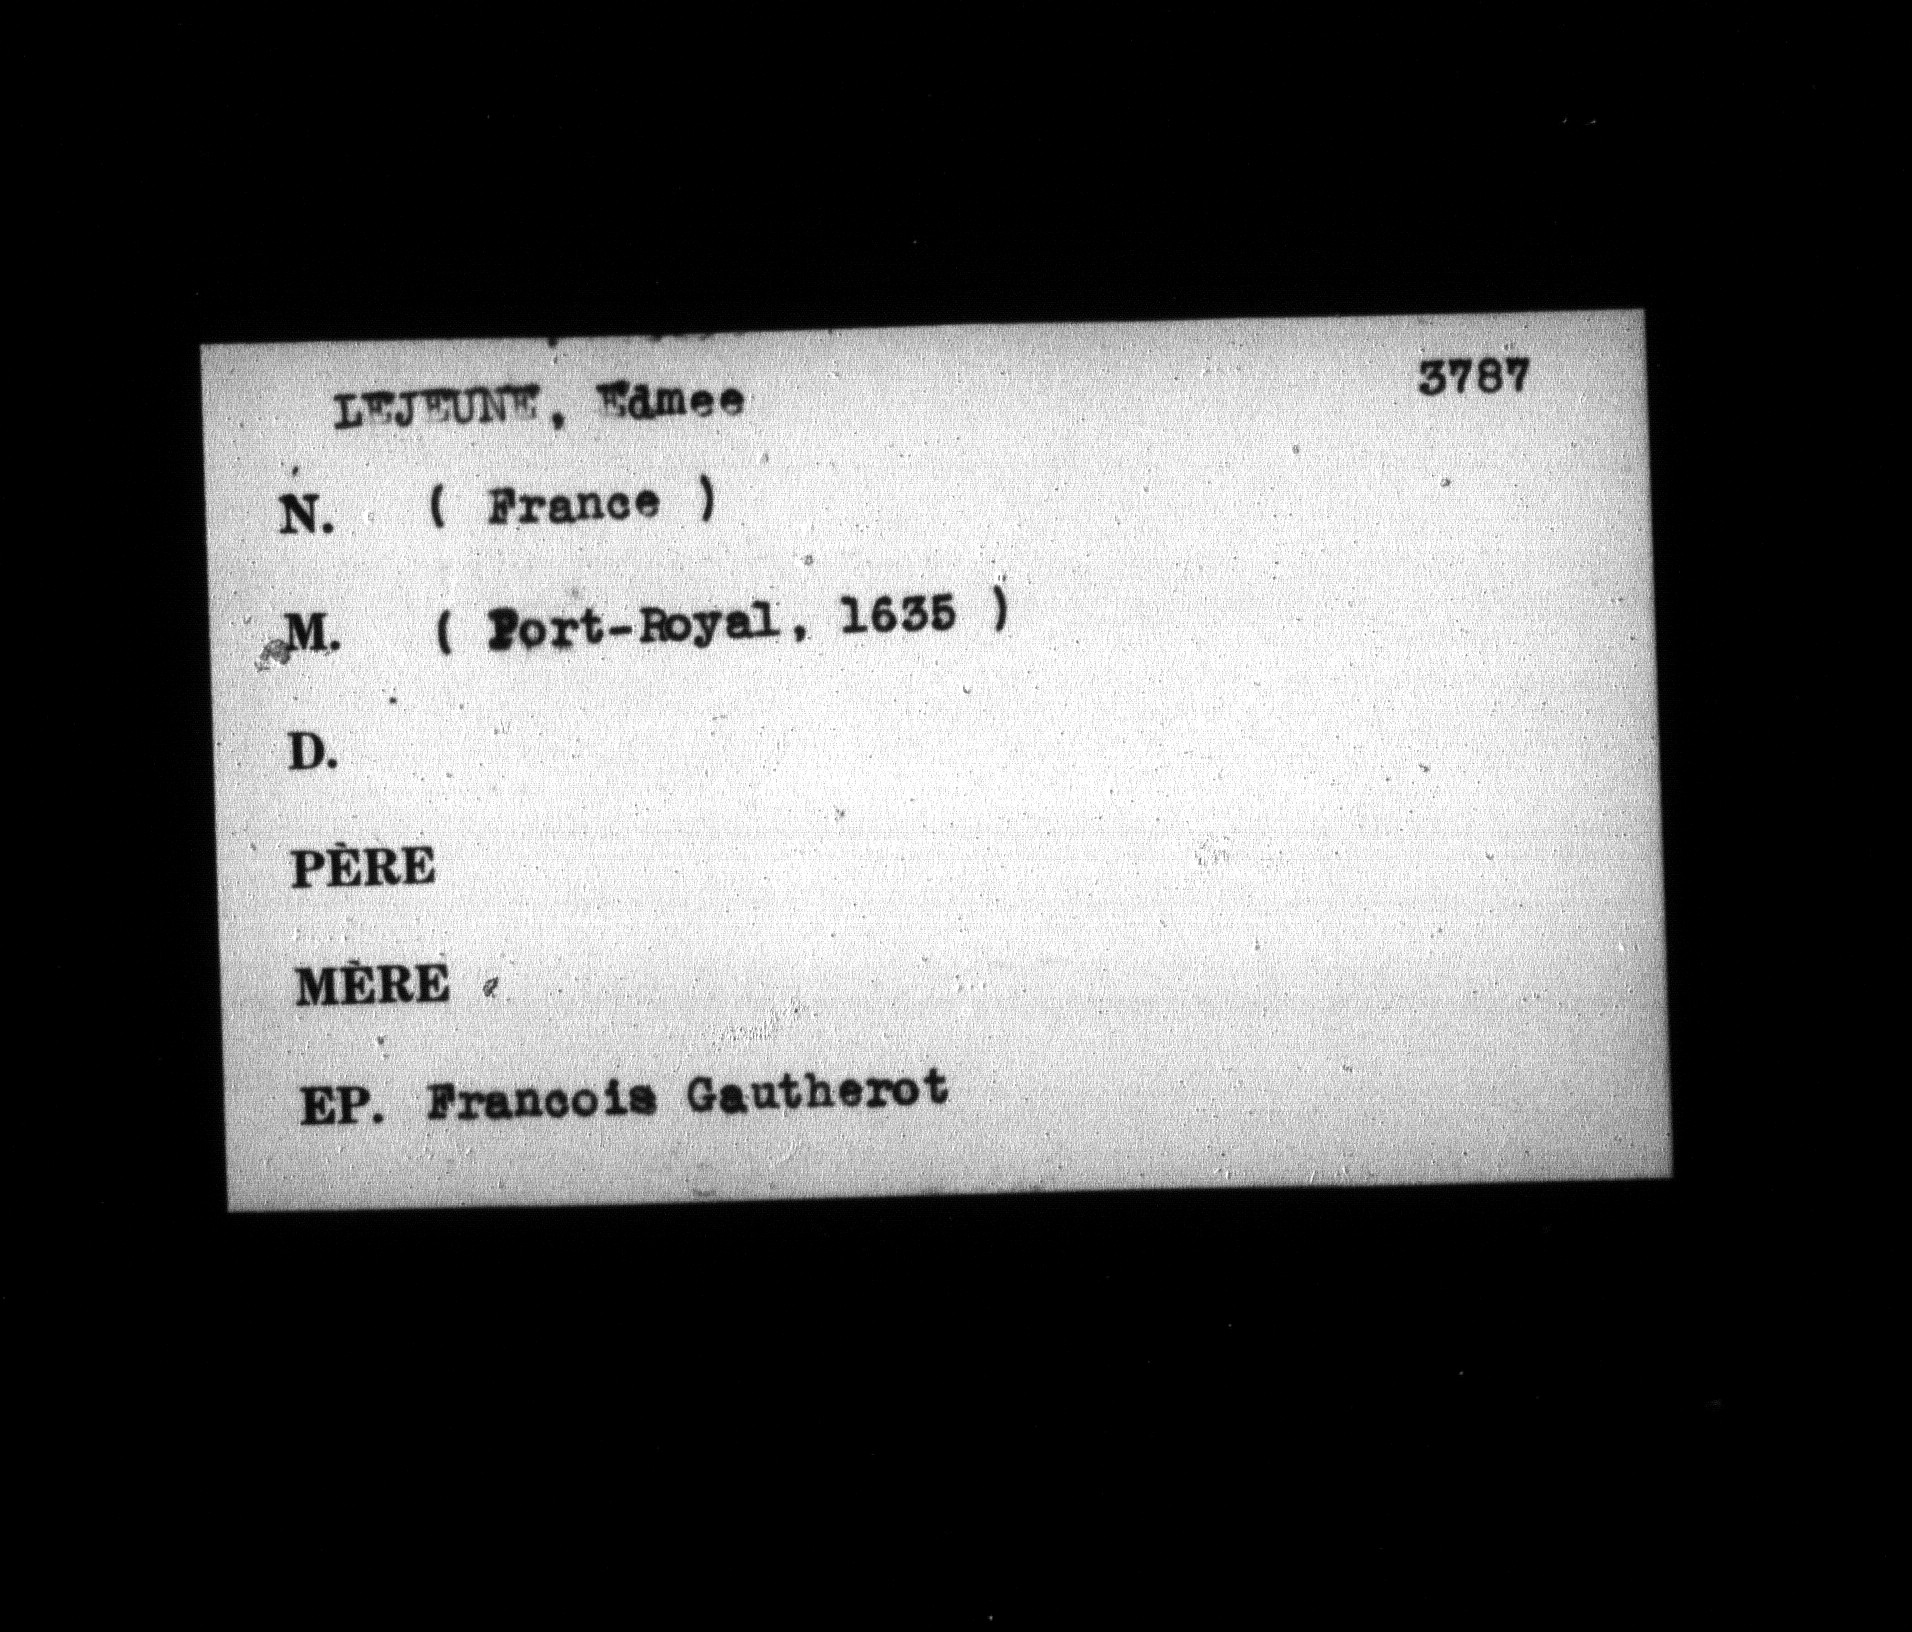 3787
LEJEUNE, Edmee
N. ( France )
M. ( Port-Royal, 1635 )
D.
PÈRE
MÈRE
EP. Francois Gautherot